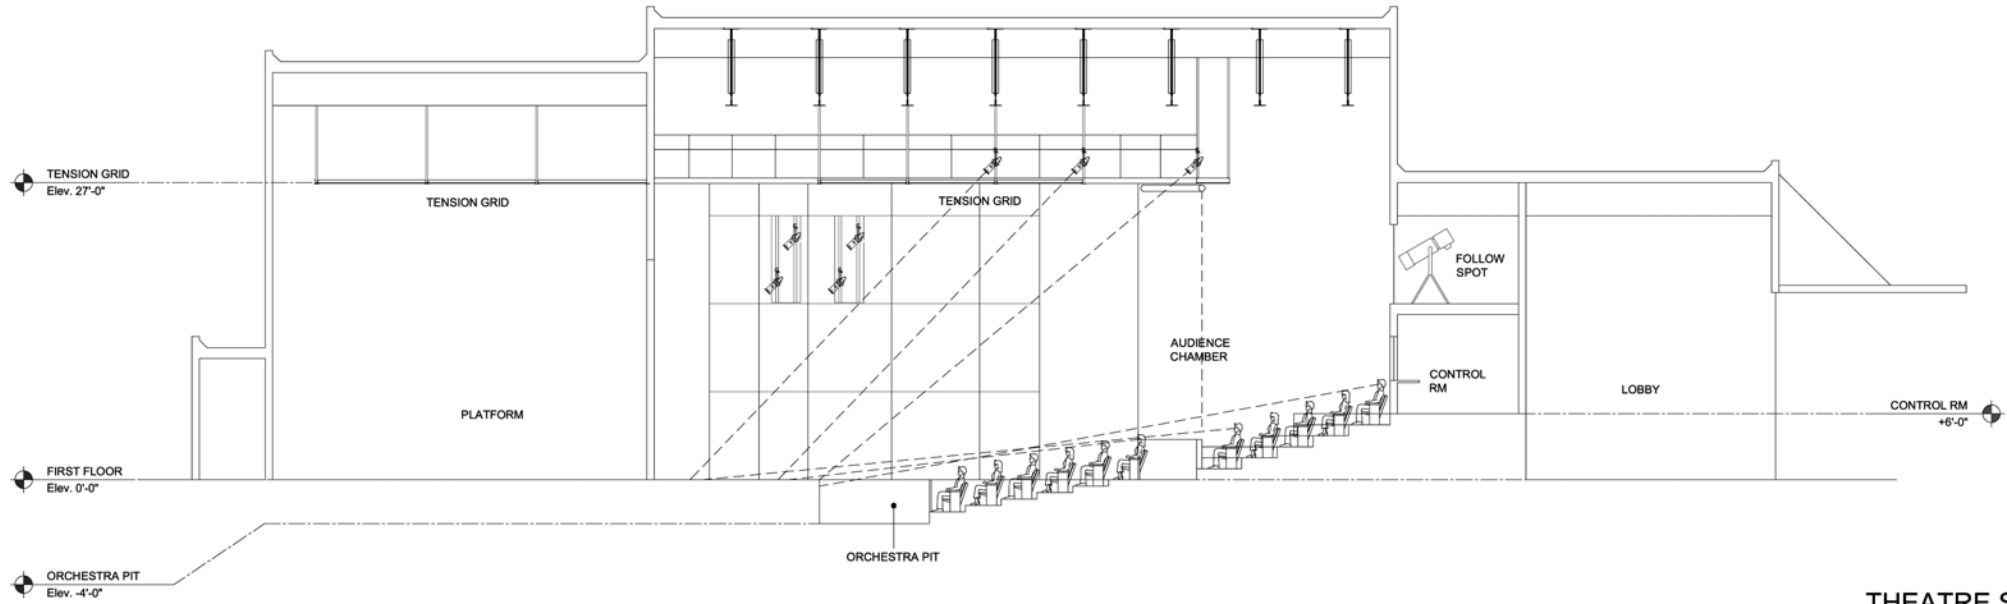 TENSION GRID
Elev. 27'-0"
TENSION GRID
TENSION GRID
FOLLOW
SPOT
AUDIENCE
CHAMBER
CONTROL
RM
LOBBY
PLATFORM
CONTROL RM
+6'-0"
FIRST FLOOR
Elev. 0'-0"
ORCHESTRA PIT
ORCHESTRA PIT
Elev. -4'-0"
THEATRE S